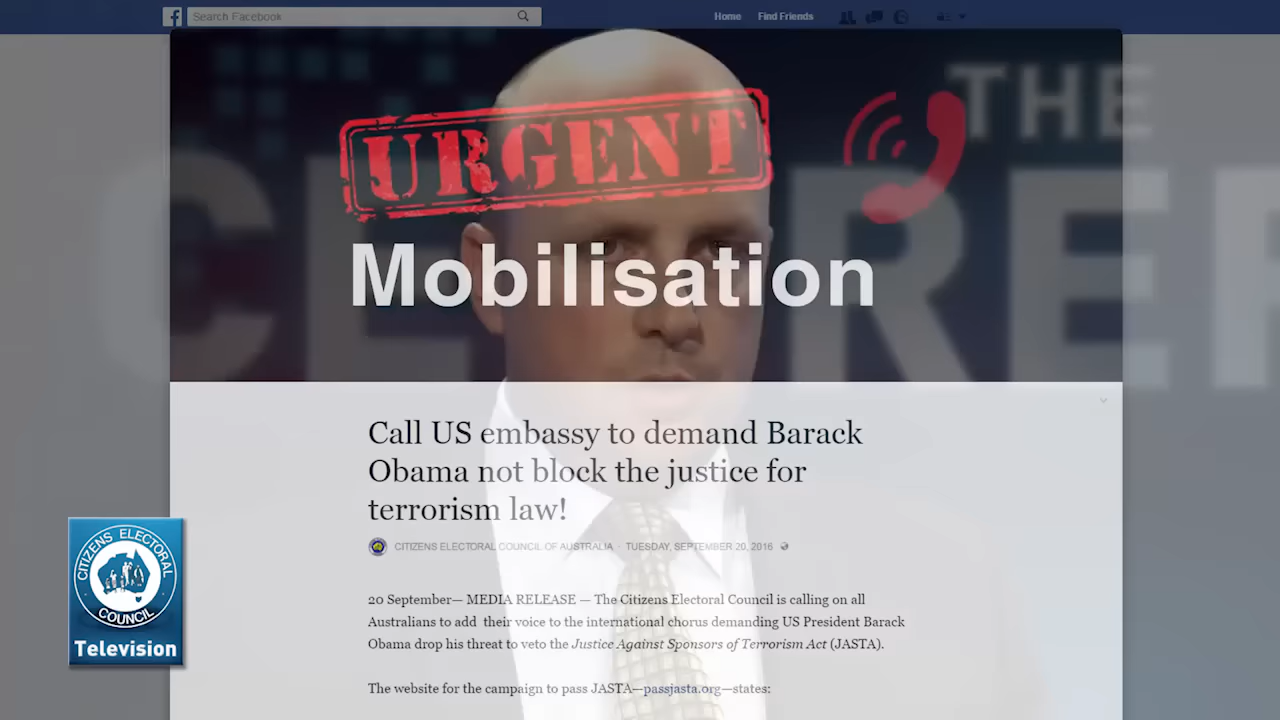 Search Facebook
Home
Find Friends
THE
CE
REP
URGENT
Mobilisation
Call US embassy to demand Barack
Obama not block the justice for
terrorism law!
CITIZENS ELECTORAL COUNCIL OF AUSTRALIA · TUESDAY, SEPTEMBER 20, 2016
20 September— MEDIA RELEASE — The Citizens Electoral Council is calling on all
Australians to add their voice to the international chorus demanding US President Barack
Obama drop his threat to veto the Justice Against Sponsors of Terrorism Act (JASTA).
The website for the campaign to pass JASTA—passjasta.org—states:
CITIZENS ELECTORAL
COUNCIL
Television